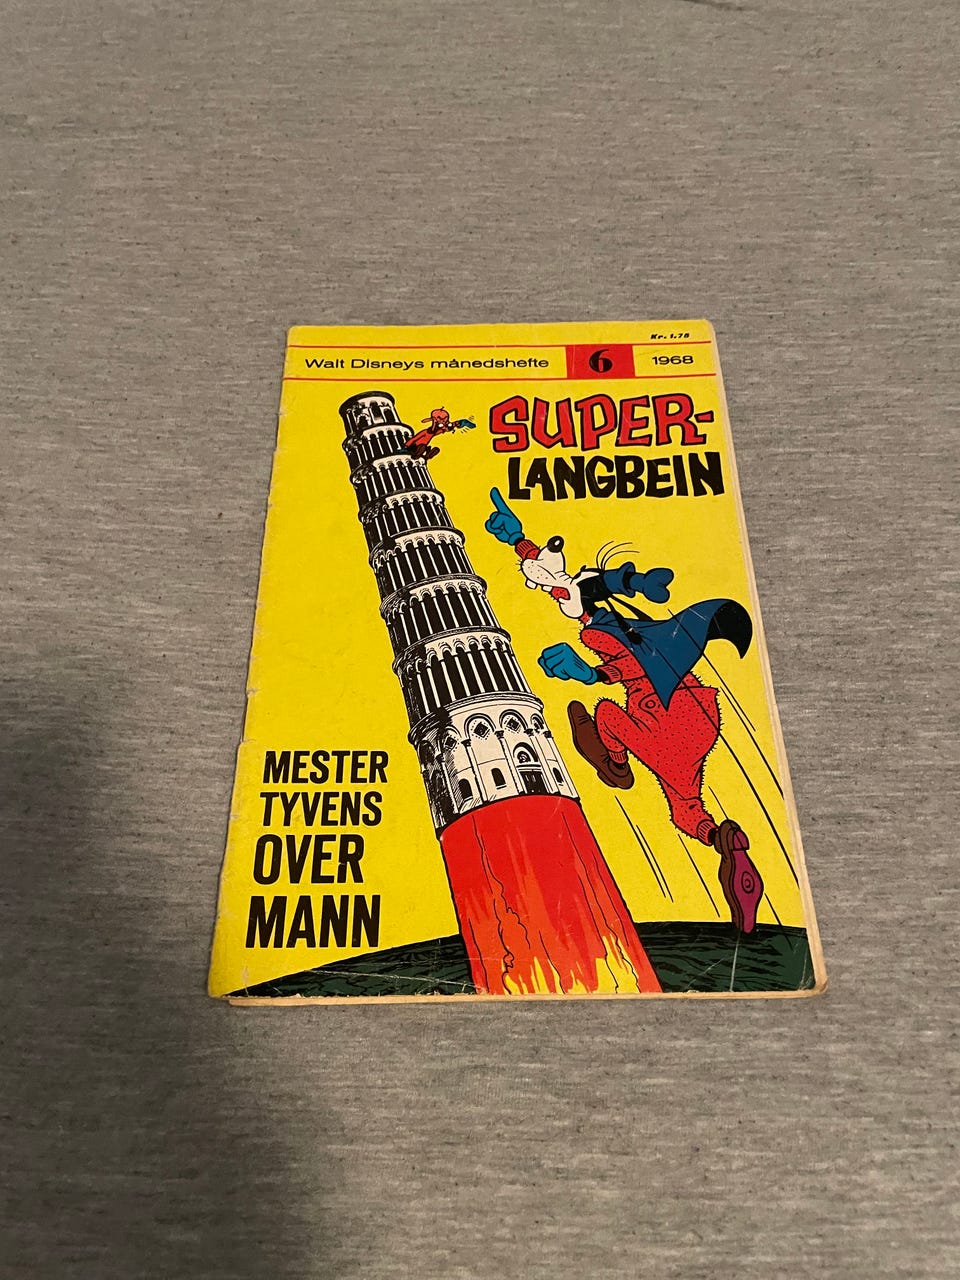 Kr. 1.75
Walt Disneys månedshefte 6 1968
SUPER-
LANGBEIN
MESTER
TYVENS
OVER
MANN